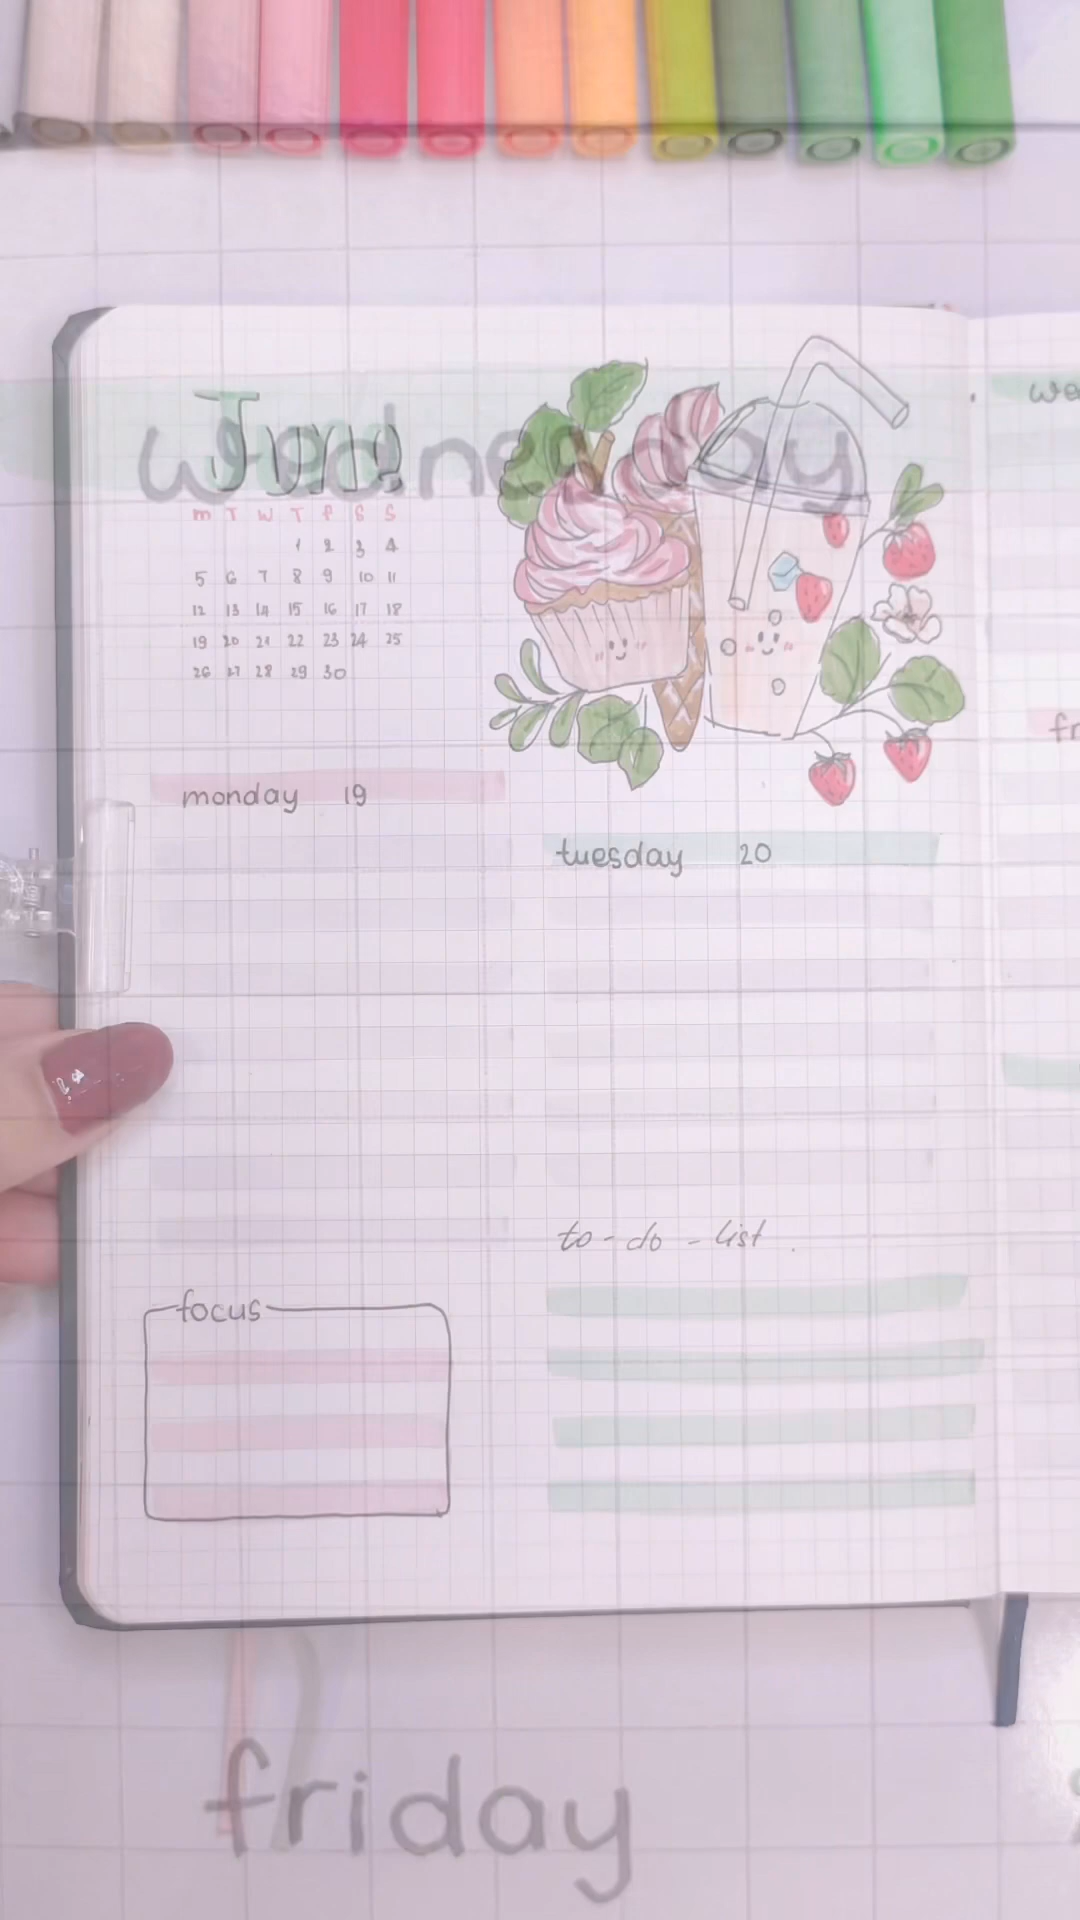 June
wednesday
m T W T F S S
1 2 3 4
5 6 7 8 9 10 11
12 13 14 15 16 17 18
19 20 21 22 23 24 25
26 27 28 29 30
monday 19
tuesday 20
to-do-list
focus
friday